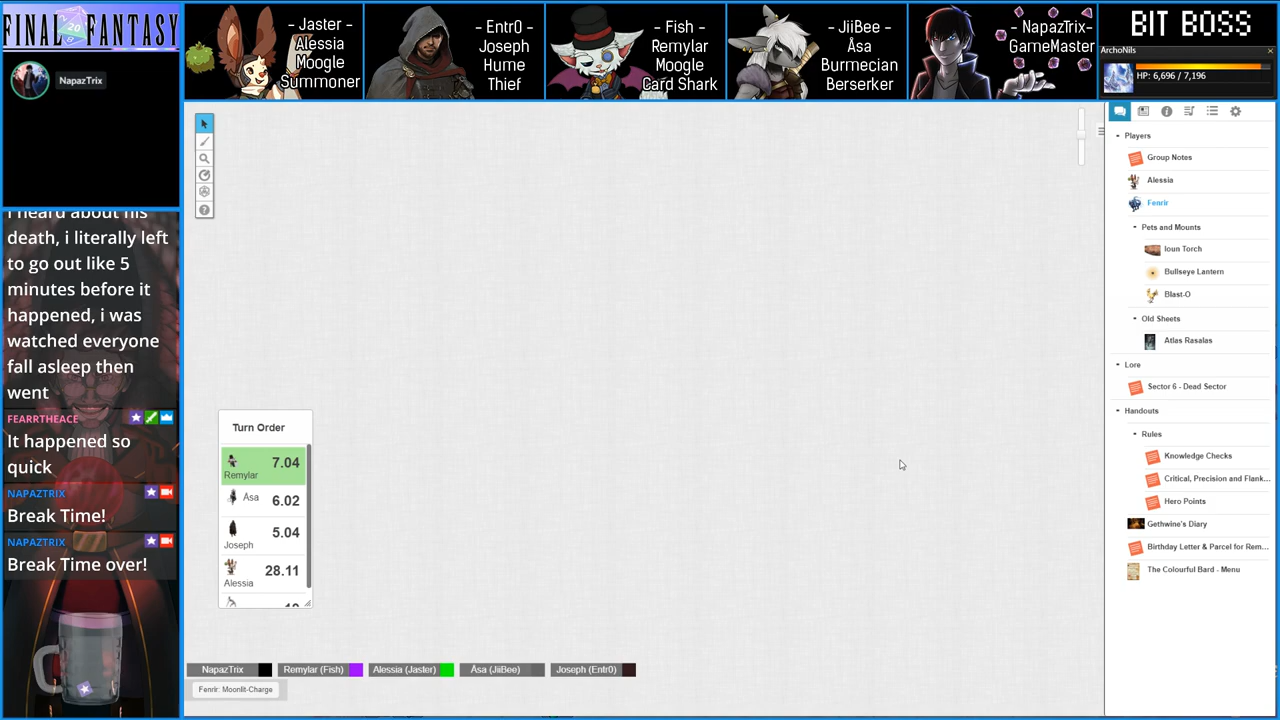 FINAL FANTASY
20
NapazTrix
- Jaster -
Alessia
Moogle
Summoner
- Entr0 -
Joseph
Hume
Thief
- Fish -
Remylar
Moogle
Card Shark
- JiiBee -
Åsa
Burmecian
Berserker
- NapazTrix-
GameMaster
BIT BOSS
ArchoNils
HP: 6,696 / 7,196
I heard about his
death, i literally left
to go out like 5
minutes before it
happened, i was
watched everyone
fall asleep then
went
FEARRTHEACE
It happened so
quick
NAPAZTRIX
Break Time!
NAPAZTRIX
Break Time over!
Turn Order
Remylar 7.04
Åsa 6.02
Joseph 5.04
Alessia 28.11
NapazTrix
Remylar (Fish)
Alessia (Jaster)
Åsa (JiiBee)
Joseph (Entr0)
Fenrir: Moonlit-Charge
Players
Group Notes
Alessia
Fenrir
Pets and Mounts
Ioun Torch
Bullseye Lantern
Blast-O
Old Sheets
Atlas Rasalas
Lore
Sector 6 - Dead Sector
Handouts
Rules
Knowledge Checks
Critical, Precision and Flank...
Hero Points
Gethwine's Diary
Birthday Letter & Parcel for Rem...
The Colourful Bard - Menu